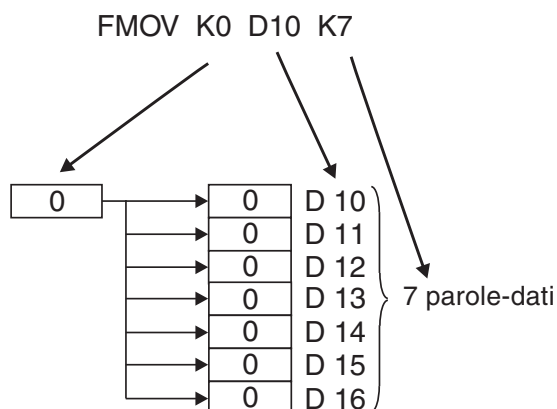 FMOV K0 D10 K7
0 0 D 10
0 D 11
0 D 12
0 D 13 7 parole-dati
0 D 14
0 D 15
0 D 16